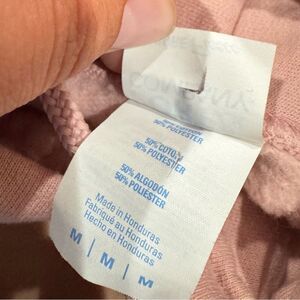 50% COTTON
50% POLYESTER
50% COTON
50% POLYESTER
50% ALGODÓN
50% POLIÉSTER
Made in Honduras
Fabriqué au Honduras
Hecho en Honduras
M | M | M